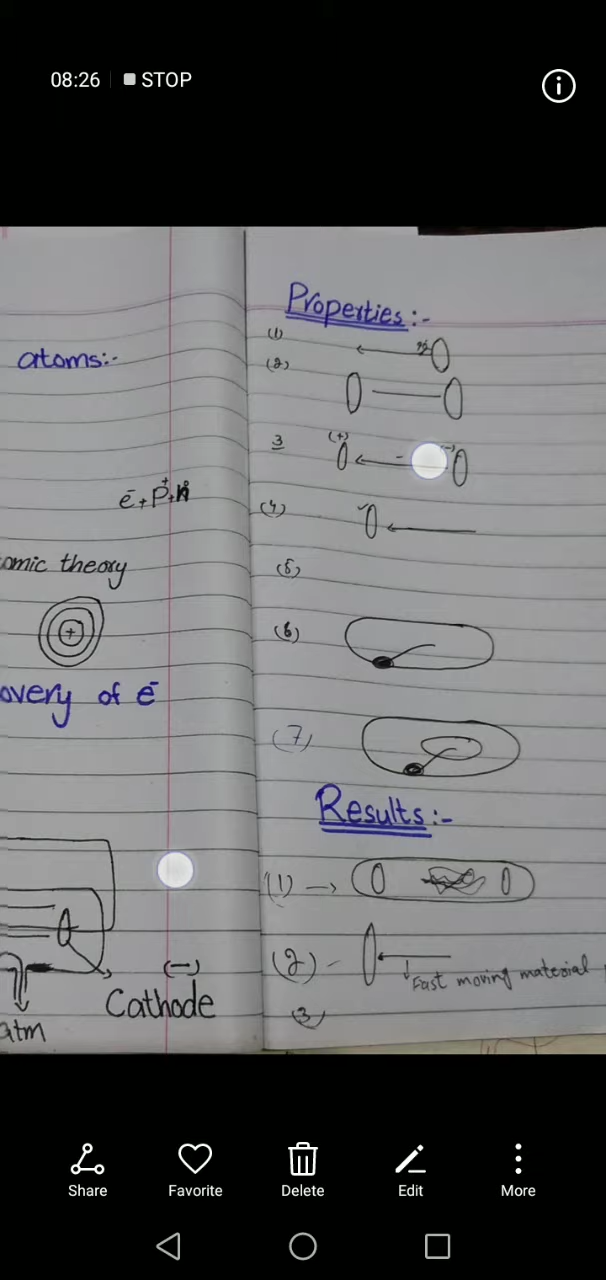 08:26 STOP
atoms:-
e⁻+P⁺+n
omic theory
+
overy of e⁻
(-)
Cathode
atm
Properties:-
(1)
(2)
3 (+) - (-)
(4)
(5)
(6)
(7)
Results:-
(1) →
(2) -
Fast moving material
(3)
Share Favorite Delete Edit More